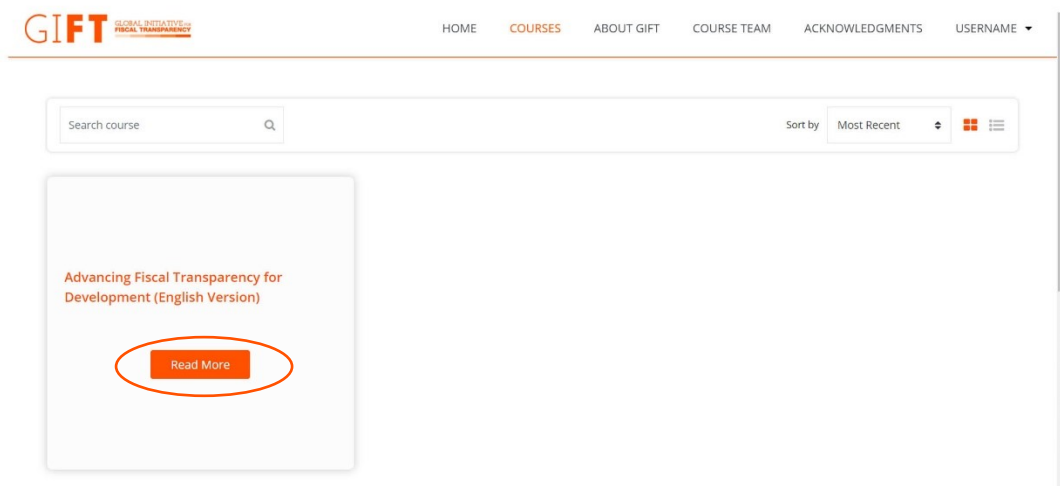 GIFT GLOBAL INITIATIVE for
FISCAL TRANSPARENCY
HOME COURSES ABOUT GIFT COURSE TEAM ACKNOWLEDGMENTS USERNAME
Search course Sort by Most Recent
Advancing Fiscal Transparency for
Development (English Version)
Read More